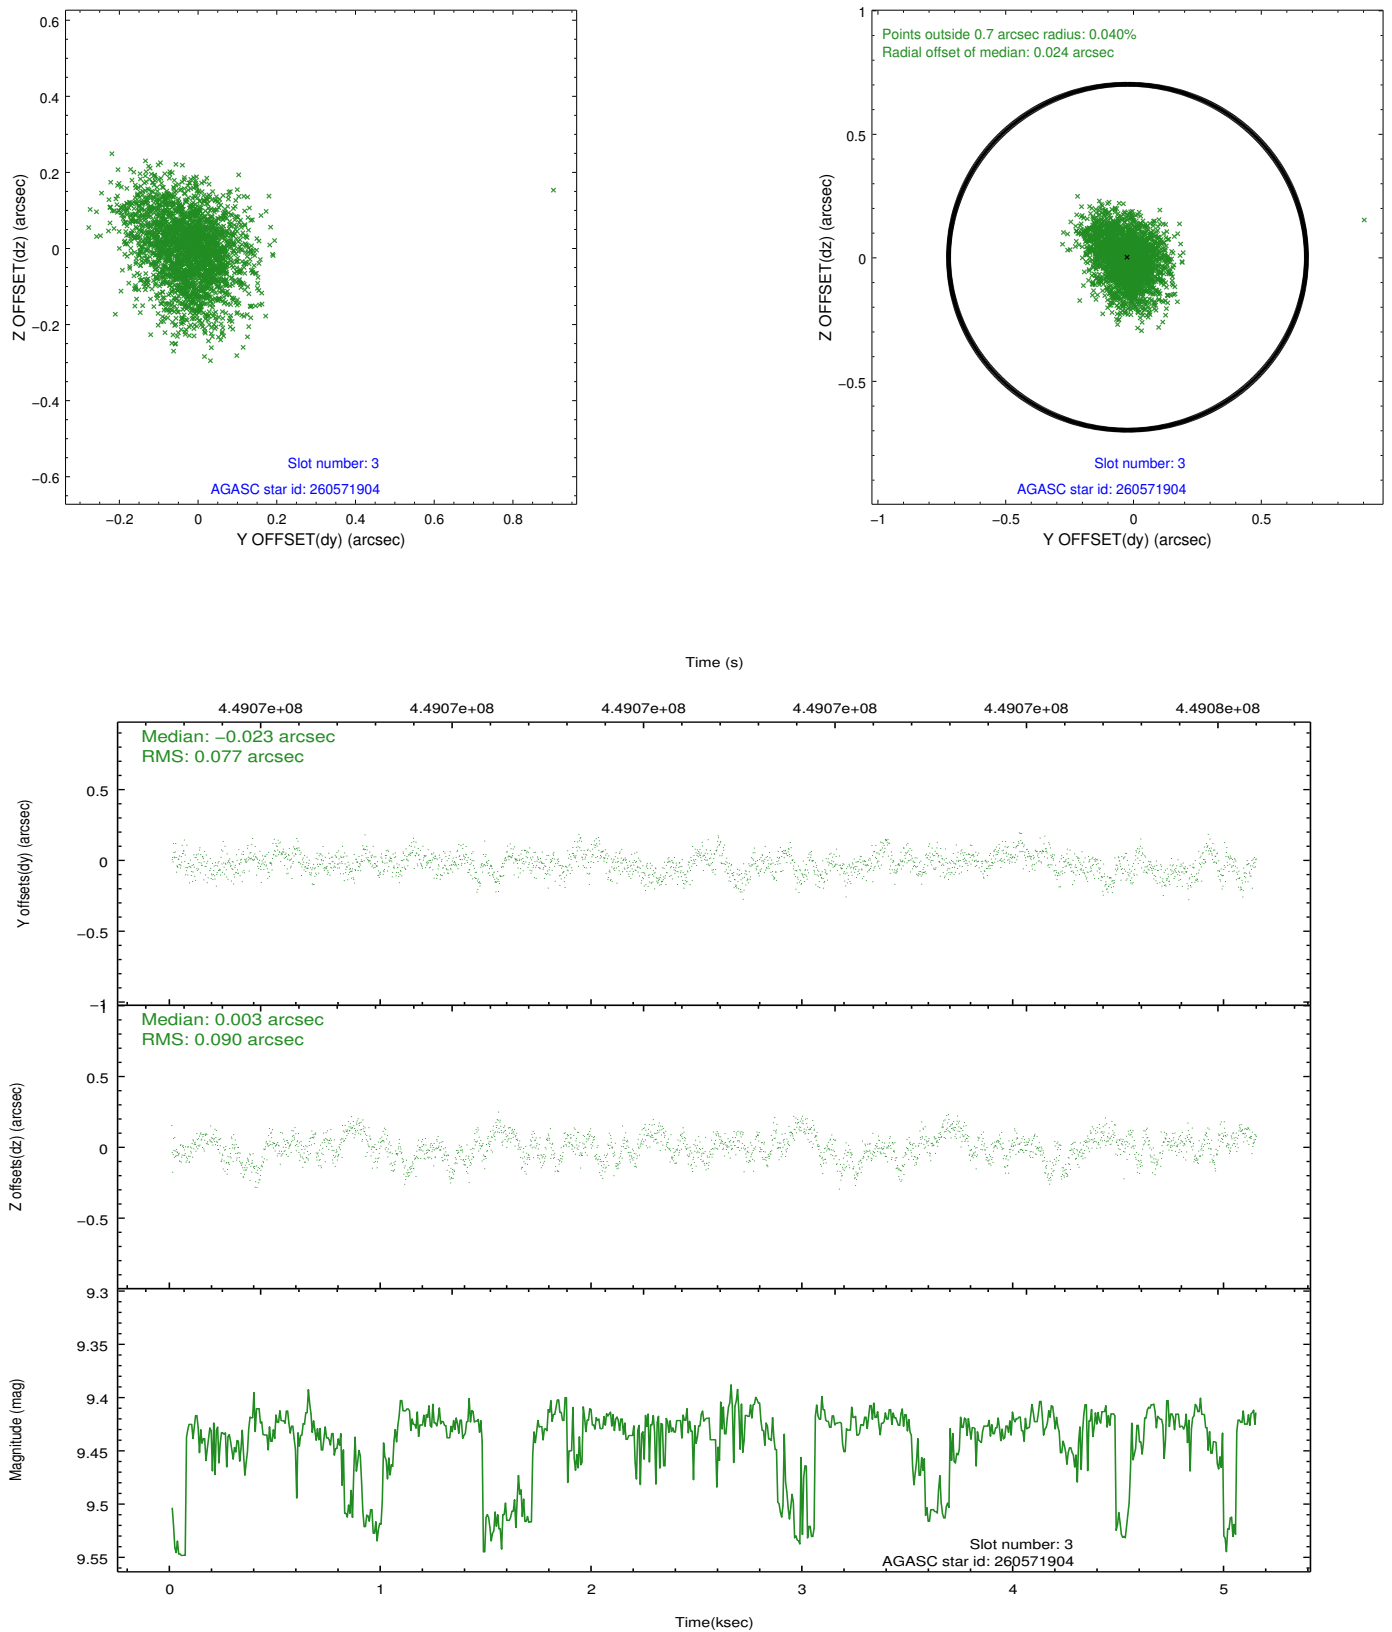 0.6
0.4
0.2
0
−0.2
−0.4
−0.6
Z OFFSET(dz) (arcsec)
Slot number: 3
AGASC star id: 260571904
−0.2 0 0.2 0.4 0.6 0.8
Y OFFSET(dy) (arcsec)
1
0.5
0
−0.5
Z OFFSET(dz) (arcsec)
Points outside 0.7 arcsec radius: 0.040%
Radial offset of median: 0.024 arcsec
Slot number: 3
AGASC star id: 260571904
−1 −0.5 0 0.5
Y OFFSET(dy) (arcsec)
Time (s)
4.4907e+08 4.4907e+08 4.4907e+08 4.4907e+08 4.4907e+08 4.4908e+08
Median: −0.023 arcsec
RMS: 0.077 arcsec
0.5
0
−0.5
−1
Y offsets(dy) (arcsec)
Median: 0.003 arcsec
RMS: 0.090 arcsec
0.5
0
−0.5
Z offsets(dz) (arcsec)
9.3
9.35
9.4
9.45
9.5
9.55
Magnitude (mag)
Slot number: 3
AGASC star id: 260571904
0 1 2 3 4 5
Time(ksec)